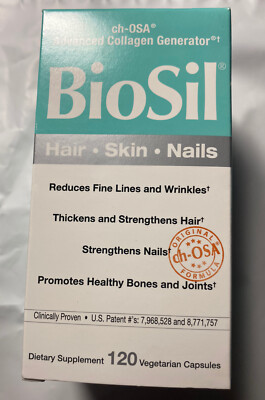 ch-OSA®
Advanced Collagen Generator®†
BioSil®
Hair • Skin • Nails
Reduces Fine Lines and Wrinkles†
Thickens and Strengthens Hair†
Strengthens Nails†
ORIGINAL
ch-OSA
FORMULA
Promotes Healthy Bones and Joints†
Clinically Proven • U.S. Patent #'s: 7,968,528 and 8,771,757
Dietary Supplement 120 Vegetarian Capsules